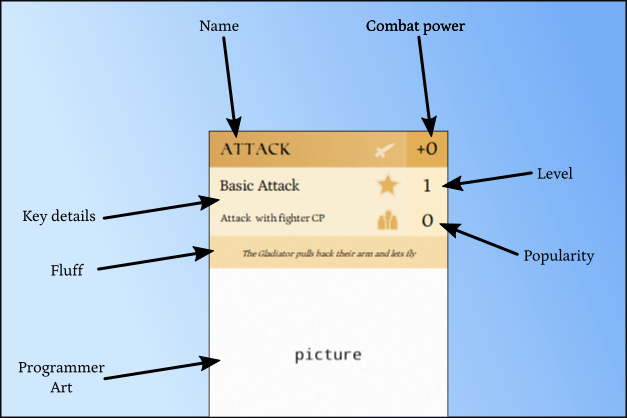 Name
Combat power
ATTACK
+0
Basic Attack
1
Level
Key details
Attack with fighter CP
0
Popularity
Fluff
The Gladiator pulls back their arm and lets fly
picture
Programmer
Art